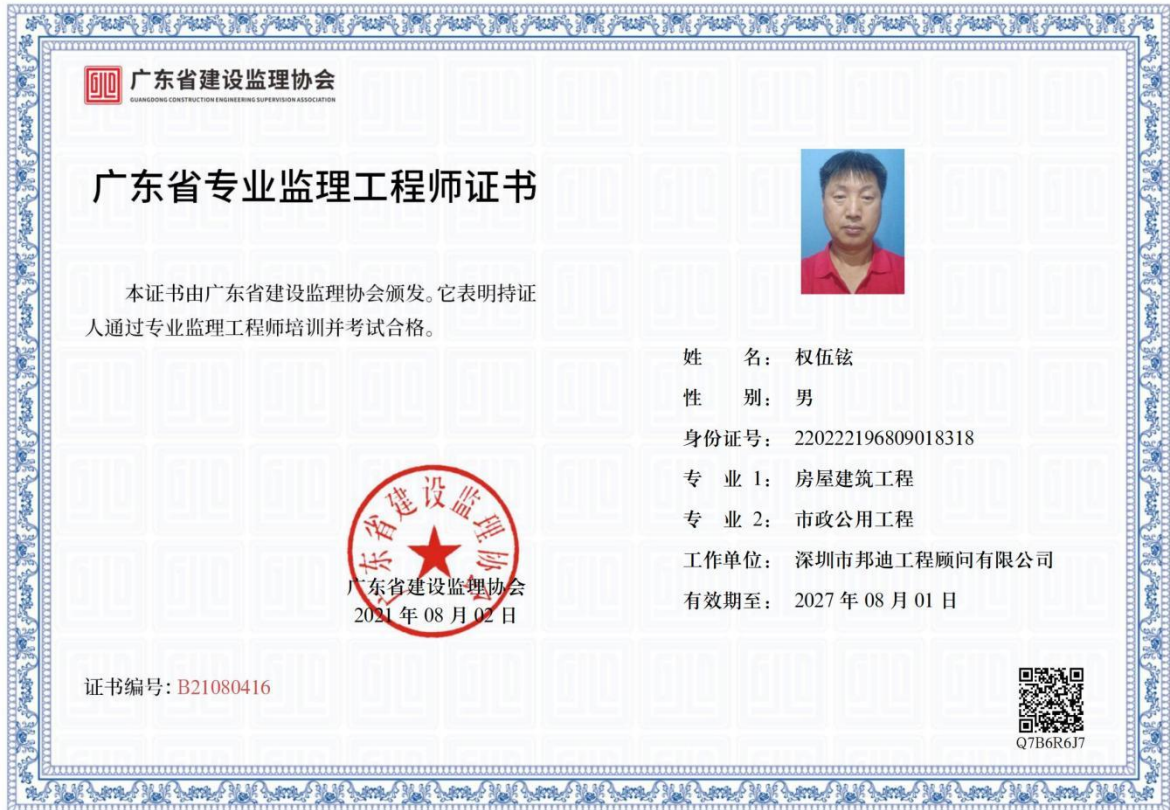 广东省建设监理协会
GUANGDONG CONSTRUCTION ENGINEERING SUPERVISION ASSOCIATION
广东省专业监理工程师证书
本证书由广东省建设监理协会颁发。它表明持证
人通过专业监理工程师培训并考试合格。
姓 名: 权伍铉
性 别: 男
身份证号: 220222196809018318
专 业 1: 房屋建筑工程
专 业 2: 市政公用工程
工作单位: 深圳市邦迪工程顾问有限公司
有效期至: 2027 年 08 月 01 日
广东省建设监理协会
广东省建设监理协会
2021 年 08 月 02 日
证书编号: B21080416
Q7B6R6J7